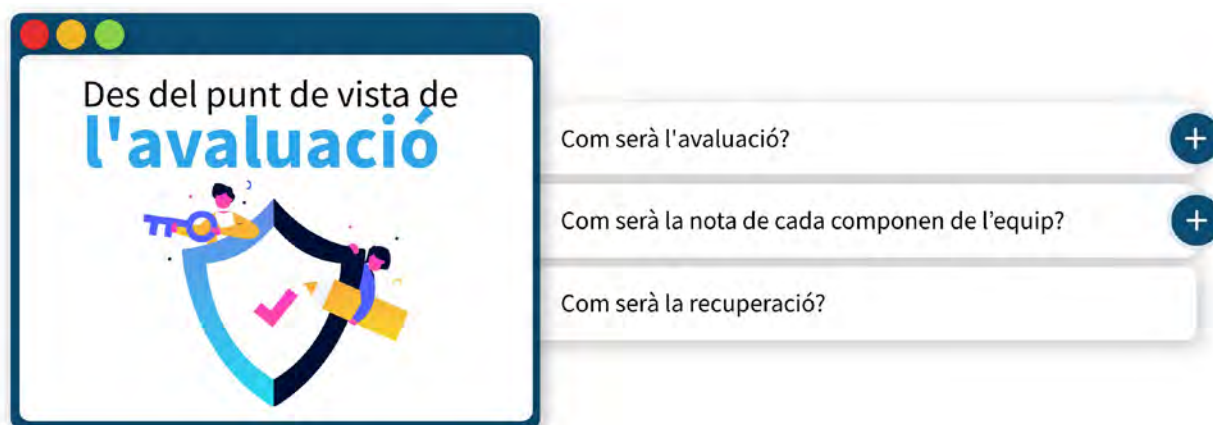 Des del punt de vista de
l'avaluació
Com serà l'avaluació?
Com serà la nota de cada componen de l’equip?
Com serà la recuperació?